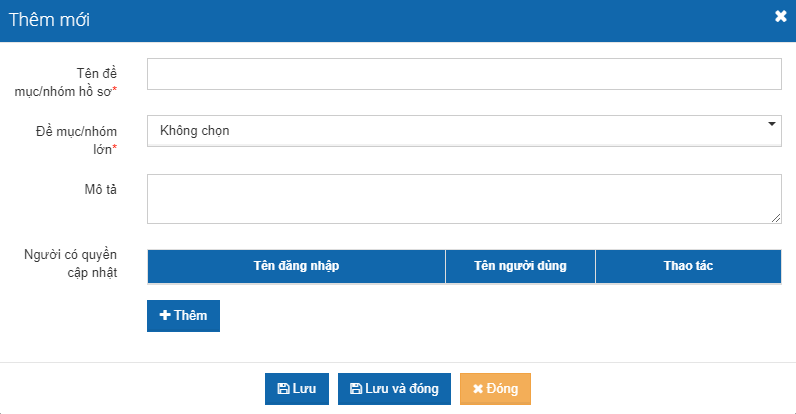 Thêm mới
Tên đề
mục/nhóm hồ sơ*
Đề mục/nhóm
lớn*
Không chọn
Mô tả
Người có quyền
cập nhật
Tên đăng nhập Tên người dùng Thao tác
Thêm
Lưu Lưu và đóng Đóng